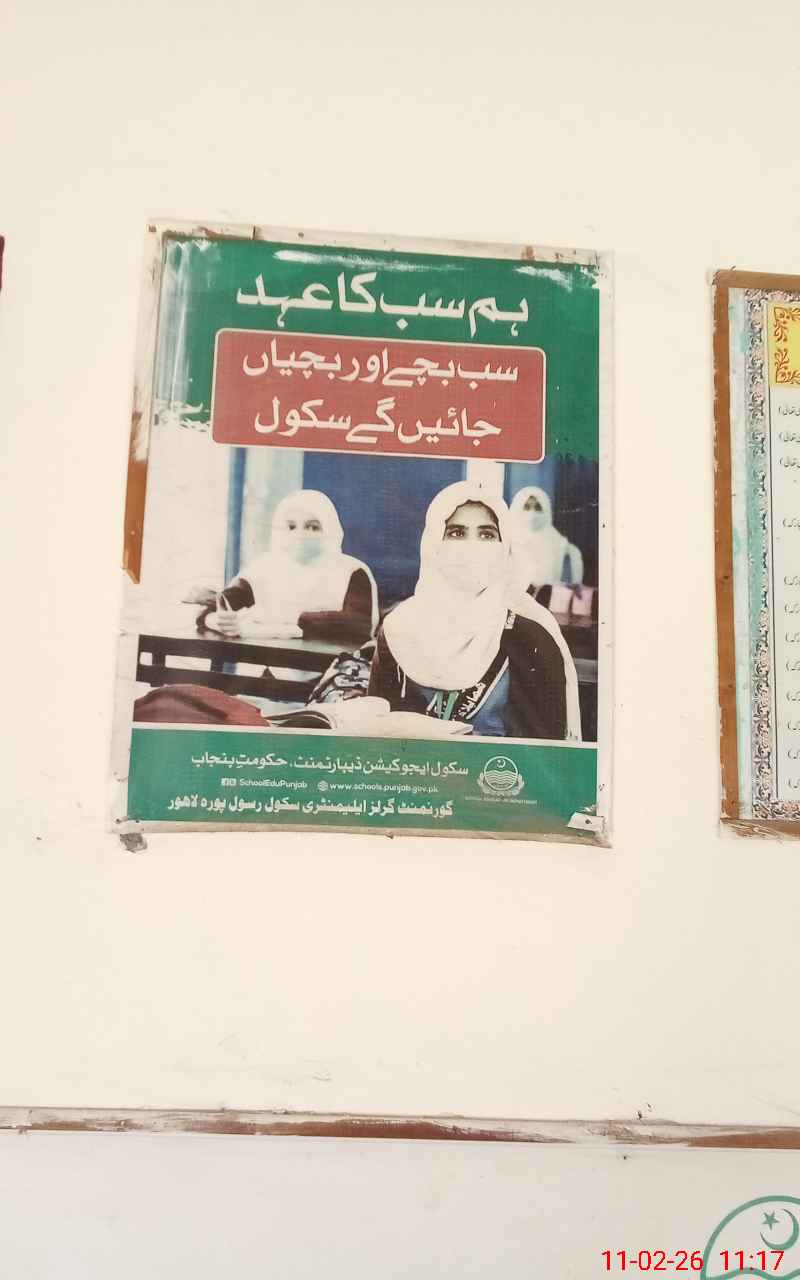 ہم سب کا عہد
سب بچے اور بچیاں
جائیں گے سکول
سکول ایجوکیشن ڈیپارٹمنٹ، حکومتِ پنجاب
SchoolEduPunjab www.schools.punjab.gov.pk
گورنمنٹ گرلز ایلیمنٹری سکول رسول پورہ لاہور
11-02-26 11:17